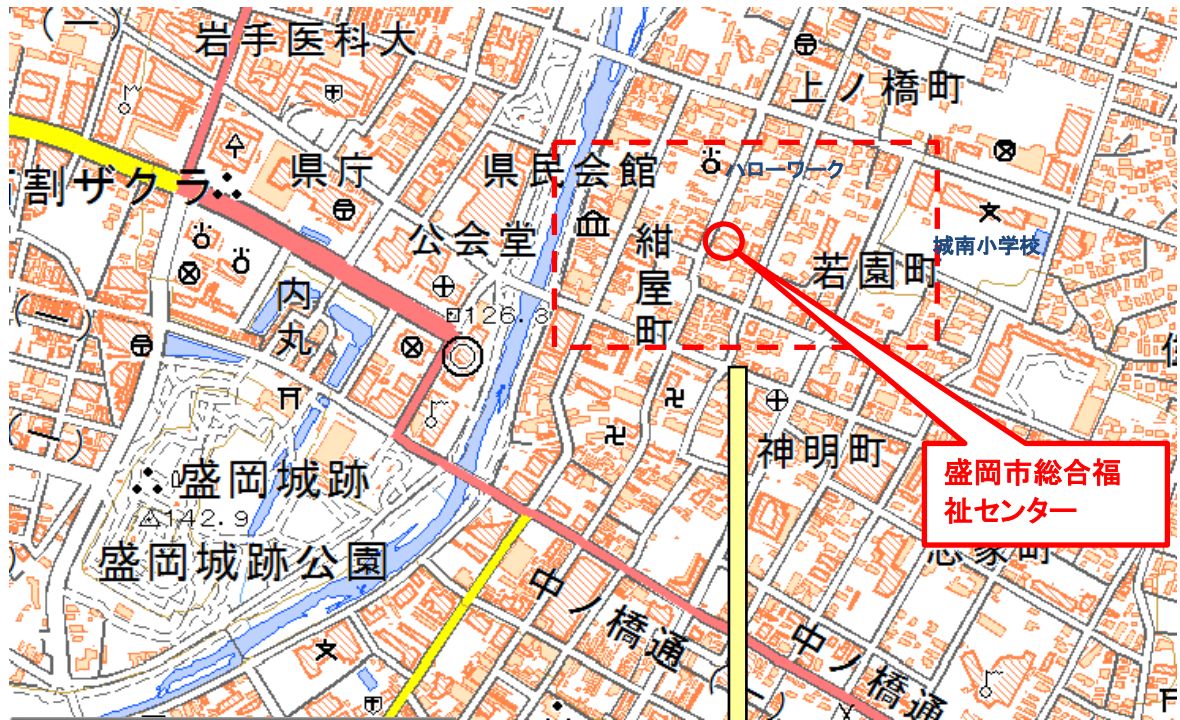 (一)
岩手医科大
上ノ橋町
県庁
県民会館
ハローワーク
割ザクラ
公会堂
紺屋町
若園町
城南小学校
内丸
126.3
(一)
(一)
盛岡城跡
142.9
盛岡城跡公園
神明町
盛岡市総合福
祉センター
中ノ橋通
(一)
中ノ橋通